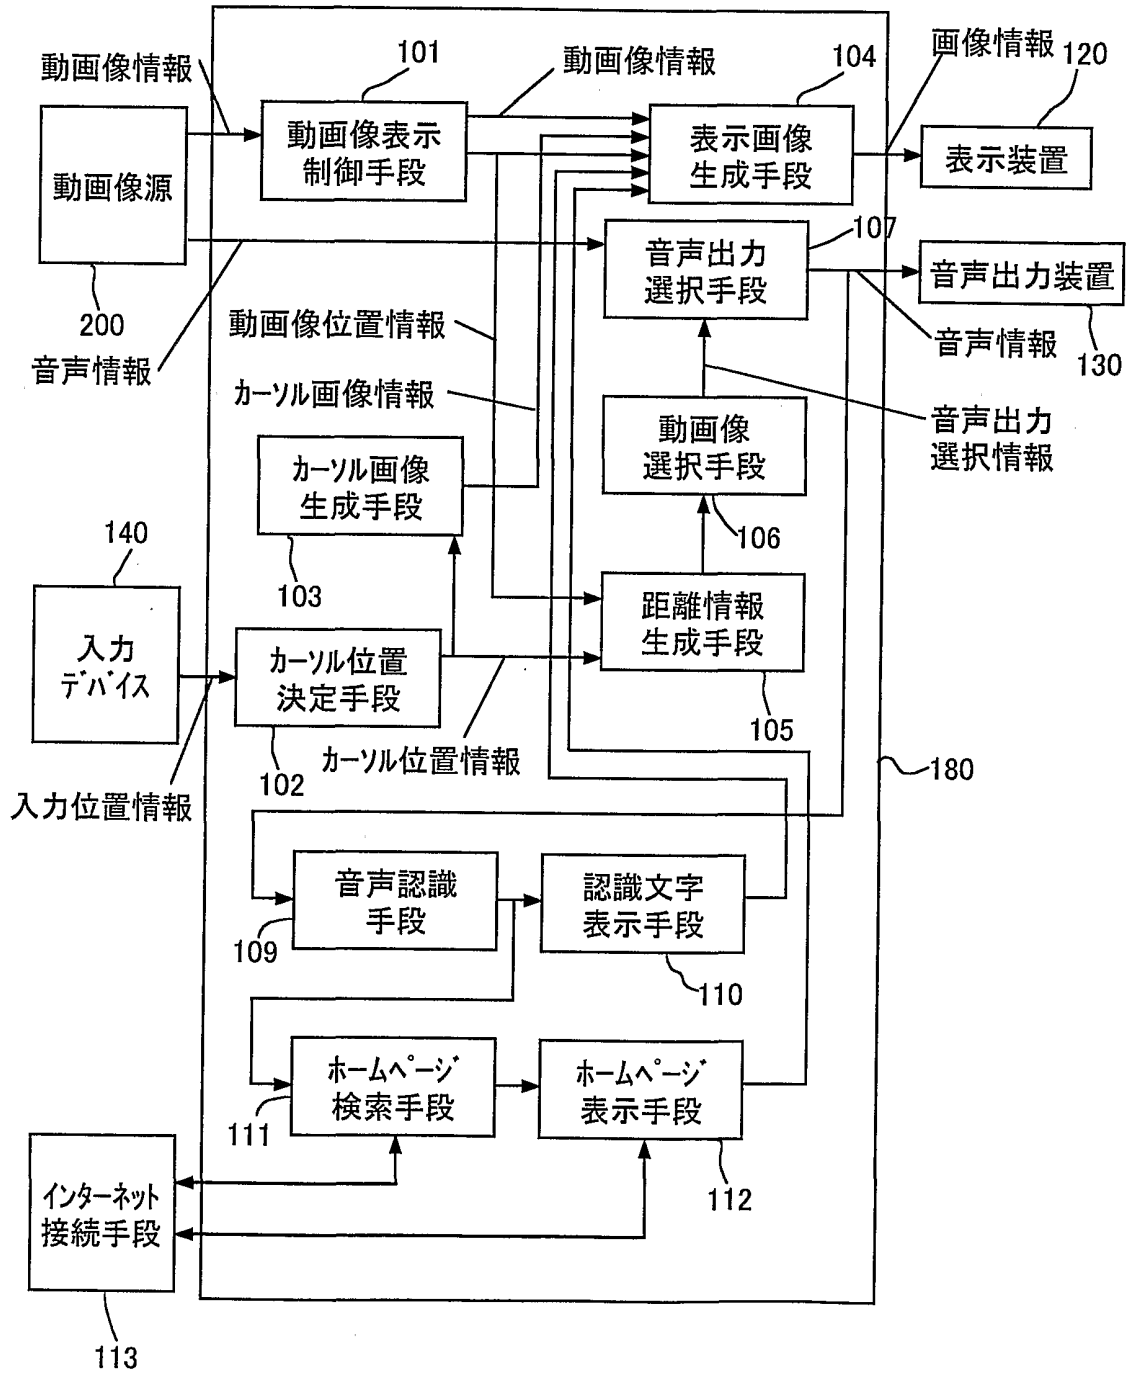 動画像情報
101
動画像情報
104
画像情報
120
動画像源
動画像表示
制御手段
表示画像
生成手段
表示装置
107
音声出力
選択手段
音声出力装置
200
動画像位置情報
音声情報
130
音声情報
カーソル画像情報
動画像
選択手段
音声出力
選択情報
カーソル画像
生成手段
106
140
103
距離情報
生成手段
入力
デバイス
カーソル位置
決定手段
105
102
カーソル位置情報
180
入力位置情報
音声認識
手段
認識文字
表示手段
109
110
ホームページ
検索手段
ホームページ
表示手段
111
112
インターネット
接続手段
113